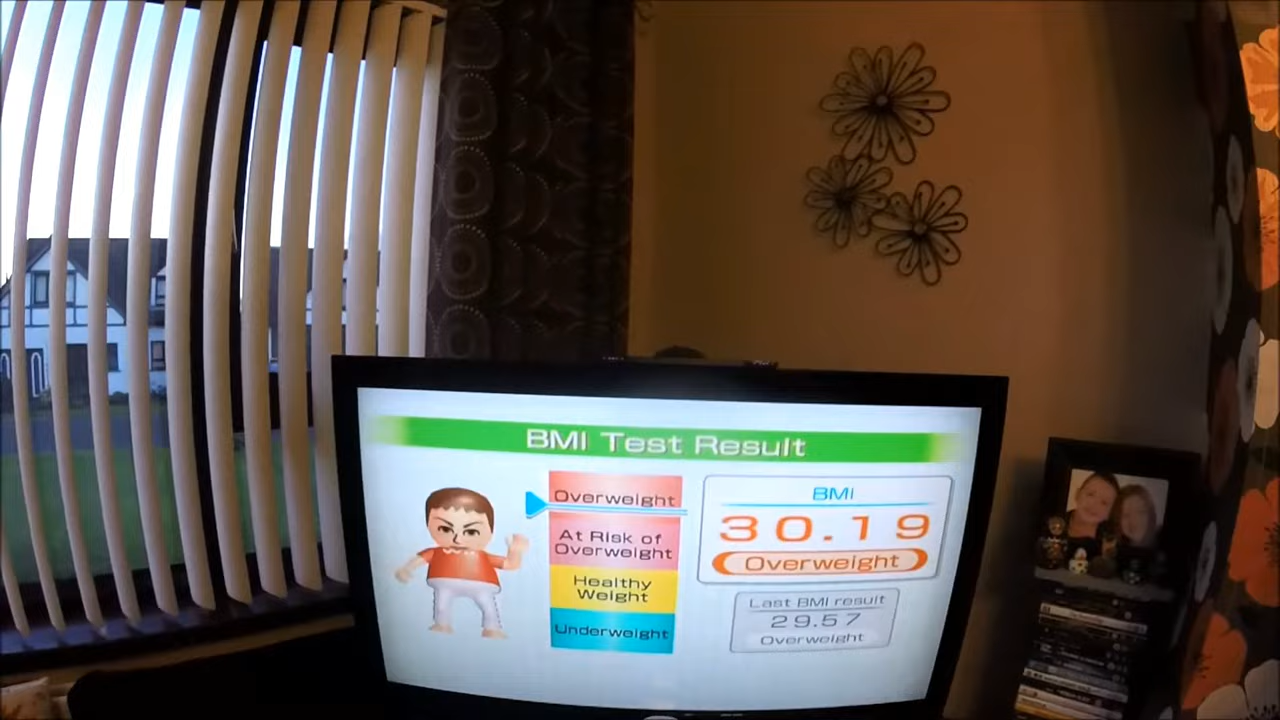 BMI Test Result
Overweight
At Risk of
Overweight
Healthy
Weight
Underweight
BMI
30.19
Overweight
Last BMI result
29.57
Overweight